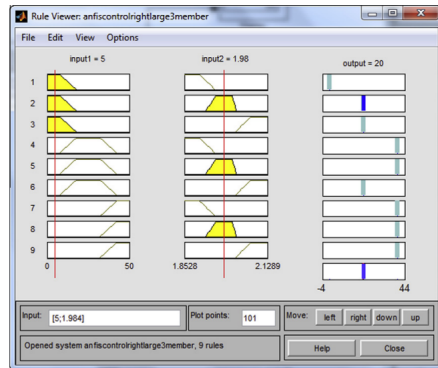 Rule Viewer: anfiscontrolrightlarge3member
File Edit View Options
input1 = 5 input2 = 1.98 output = 20
1
2
3
4
5
6
7
8
9
0 50 1.8528 2.1289
-4 44
Input: [5;1.984] Plot points: 101 Move: left right down up
Opened system anfiscontrolrightlarge3member, 9 rules Help Close